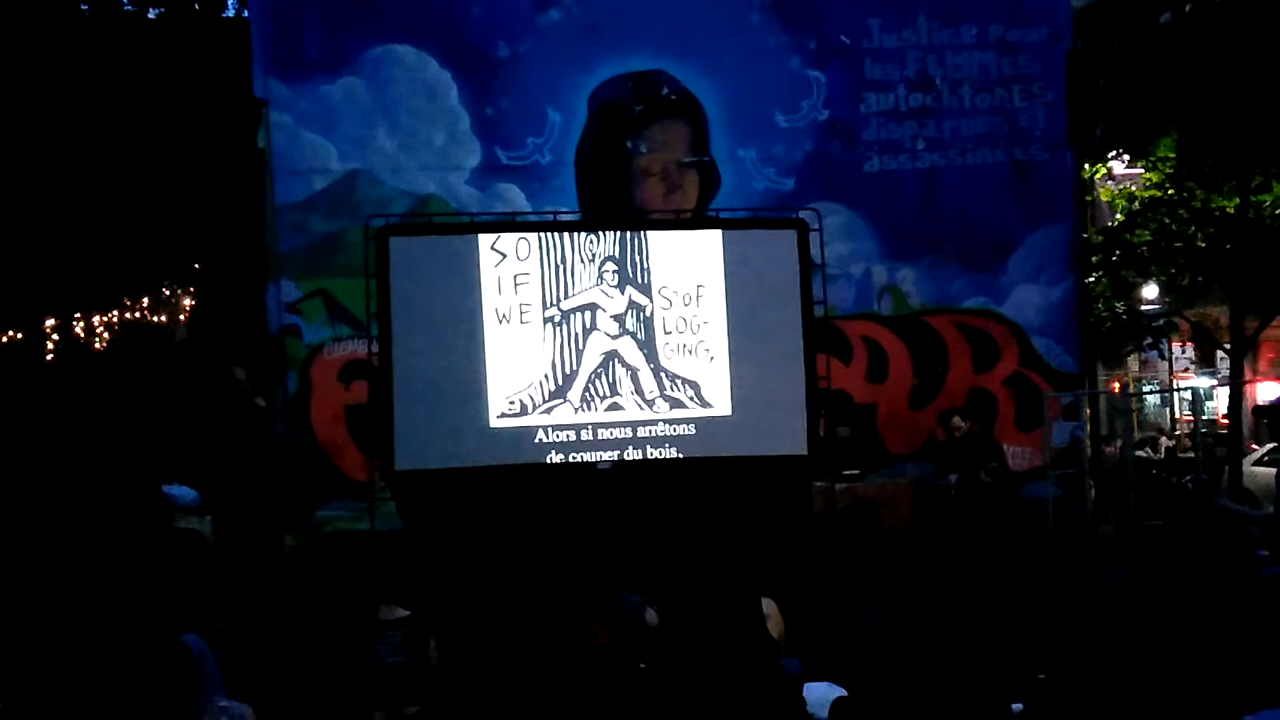 Justice pour
les FEMMES
autochtonES
disparues et
assassinées
SO
IF
WE
STOP
LOG-
GING,
Alors si nous arrêtons
de couper du bois,